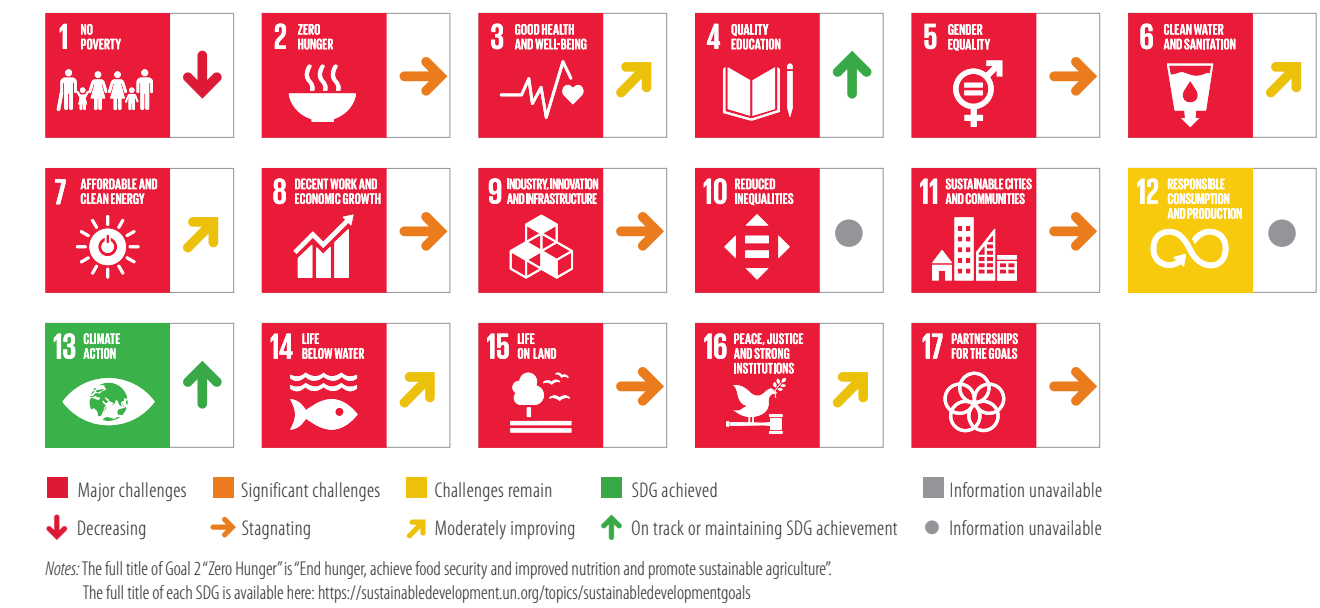 1 NO
POVERTY
2 ZERO
HUNGER
3 GOOD HEALTH
AND WELL-BEING
4 QUALITY
EDUCATION
5 GENDER
EQUALITY
6 CLEAN WATER
AND SANITATION
7 AFFORDABLE AND
CLEAN ENERGY
8 DECENT WORK AND
ECONOMIC GROWTH
9 INDUSTRY, INNOVATION
AND INFRASTRUCTURE
10 REDUCED
INEQUALITIES
11 SUSTAINABLE CITIES
AND COMMUNITIES
12 RESPONSIBLE
CONSUMPTION
AND PRODUCTION
13 CLIMATE
ACTION
14 LIFE
BELOW WATER
15 LIFE
ON LAND
16 PEACE, JUSTICE
AND STRONG
INSTITUTIONS
17 PARTNERSHIPS
FOR THE GOALS
Major challenges Significant challenges Challenges remain SDG achieved Information unavailable
Decreasing Stagnating Moderately improving On track or maintaining SDG achievement Information unavailable
Notes: The full title of Goal 2 “Zero Hunger” is “End hunger, achieve food security and improved nutrition and promote sustainable agriculture”.
The full title of each SDG is available here: https://sustainabledevelopment.un.org/topics/sustainabledevelopmentgoals